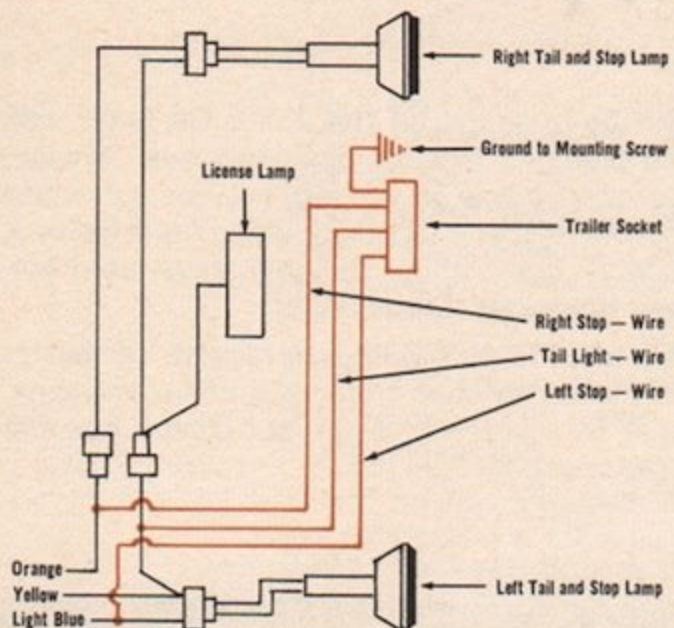 Right Tail and Stop Lamp
Ground to Mounting Screw
License Lamp
Trailer Socket
Right Stop — Wire
Tail Light — Wire
Left Stop — Wire
Orange
Yellow
Light Blue
Left Tail and Stop Lamp